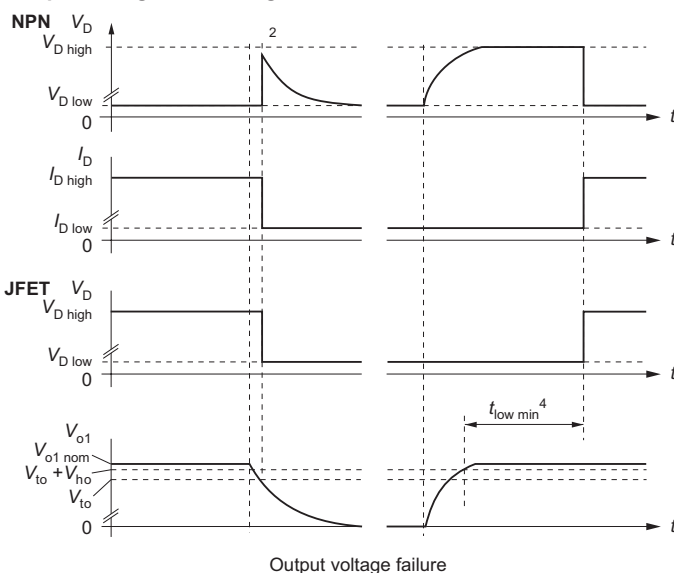 NPN V_D
2
V_D high
V_D low
0
t
I_D
I_D high
I_D low
0
t
JFET V_D
V_D high
V_D low
0
t
t_low min^4
V_o1
V_o1 nom
V_to + V_ho
V_to
0
t
Output voltage failure